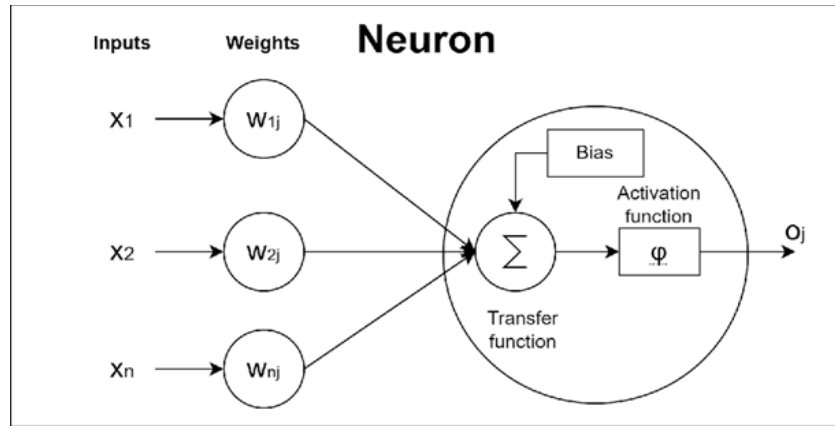 Neuron
Inputs
Weights
x1
w1j
Bias
Activation
function
x2
w2j
∑
φ
oj
Transfer
function
xn
wnj